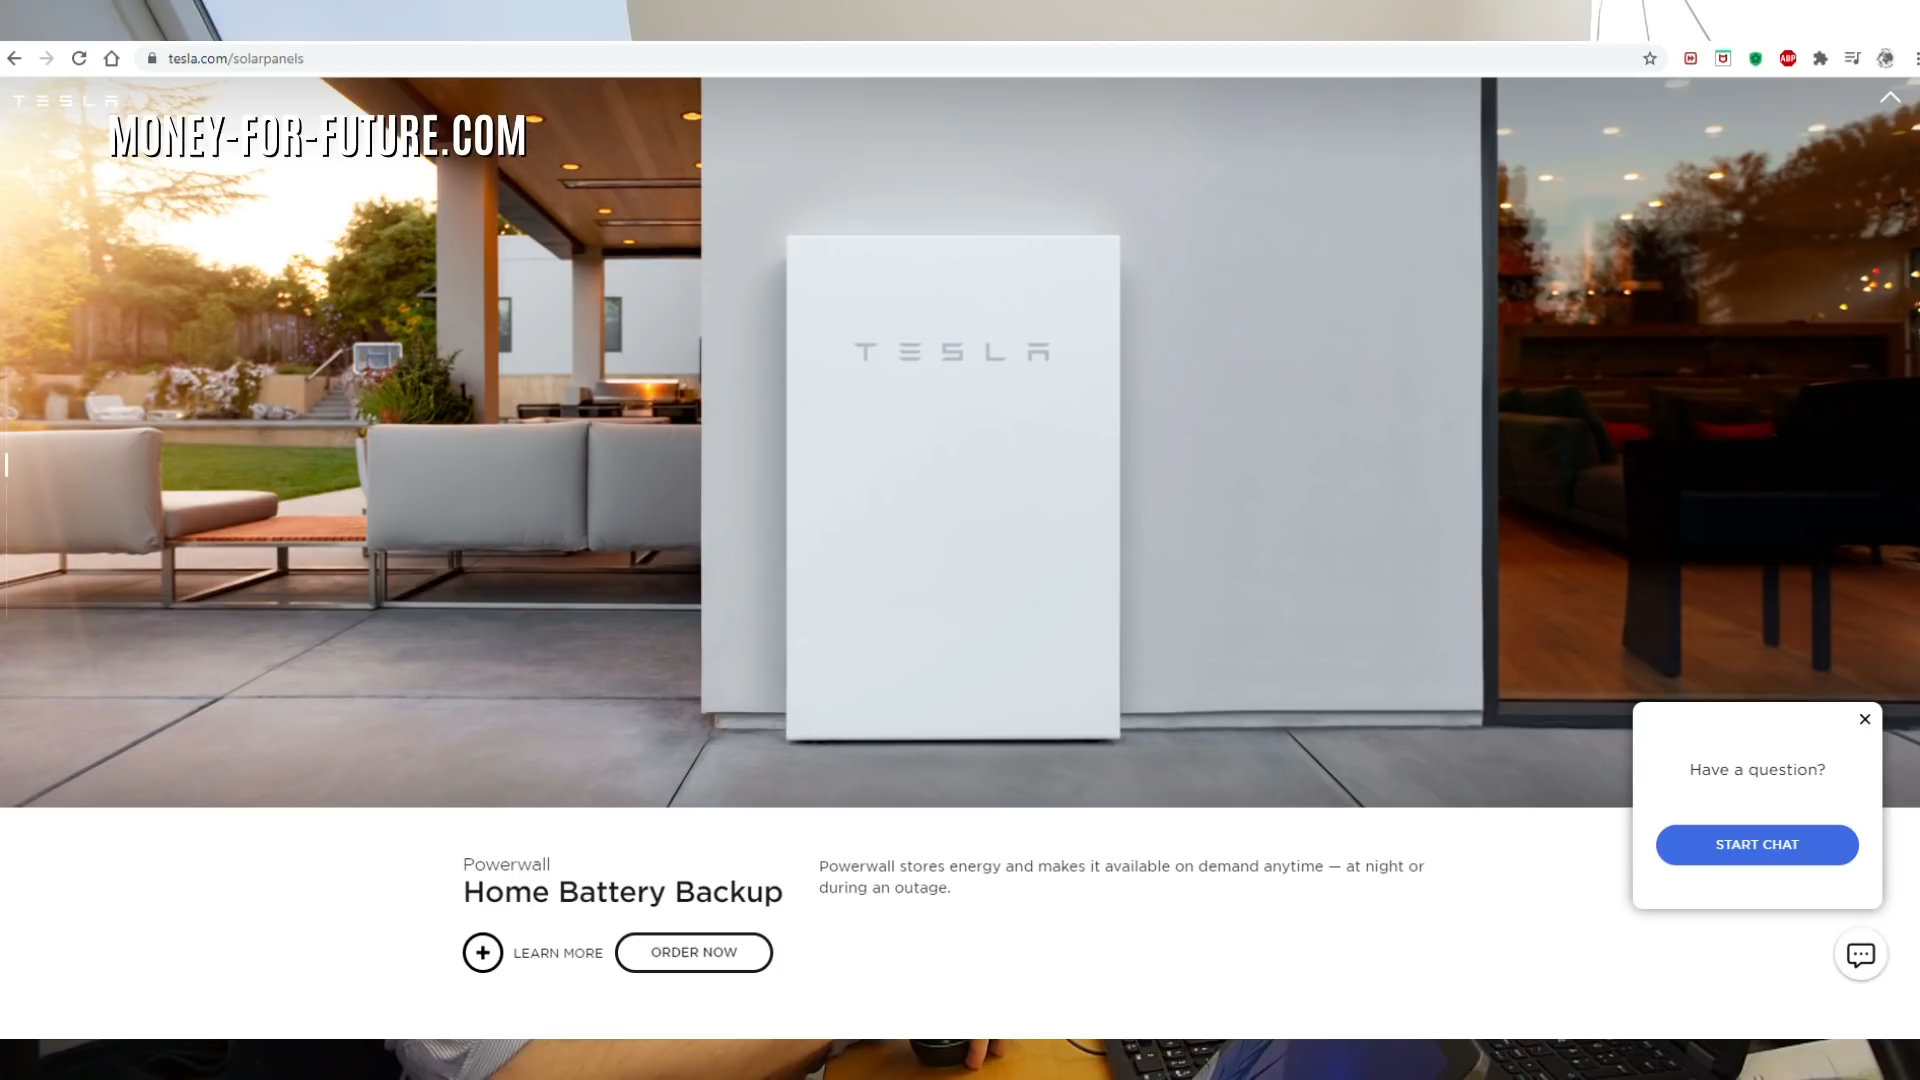 tesla.com/solarpanels
ABP
TESLA
MONEY-FOR-FUTURE.COM
TESLA
Have a question?
START CHAT
Powerwall
Home Battery Backup
Powerwall stores energy and makes it available on demand anytime — at night or
during an outage.
LEARN MORE
ORDER NOW